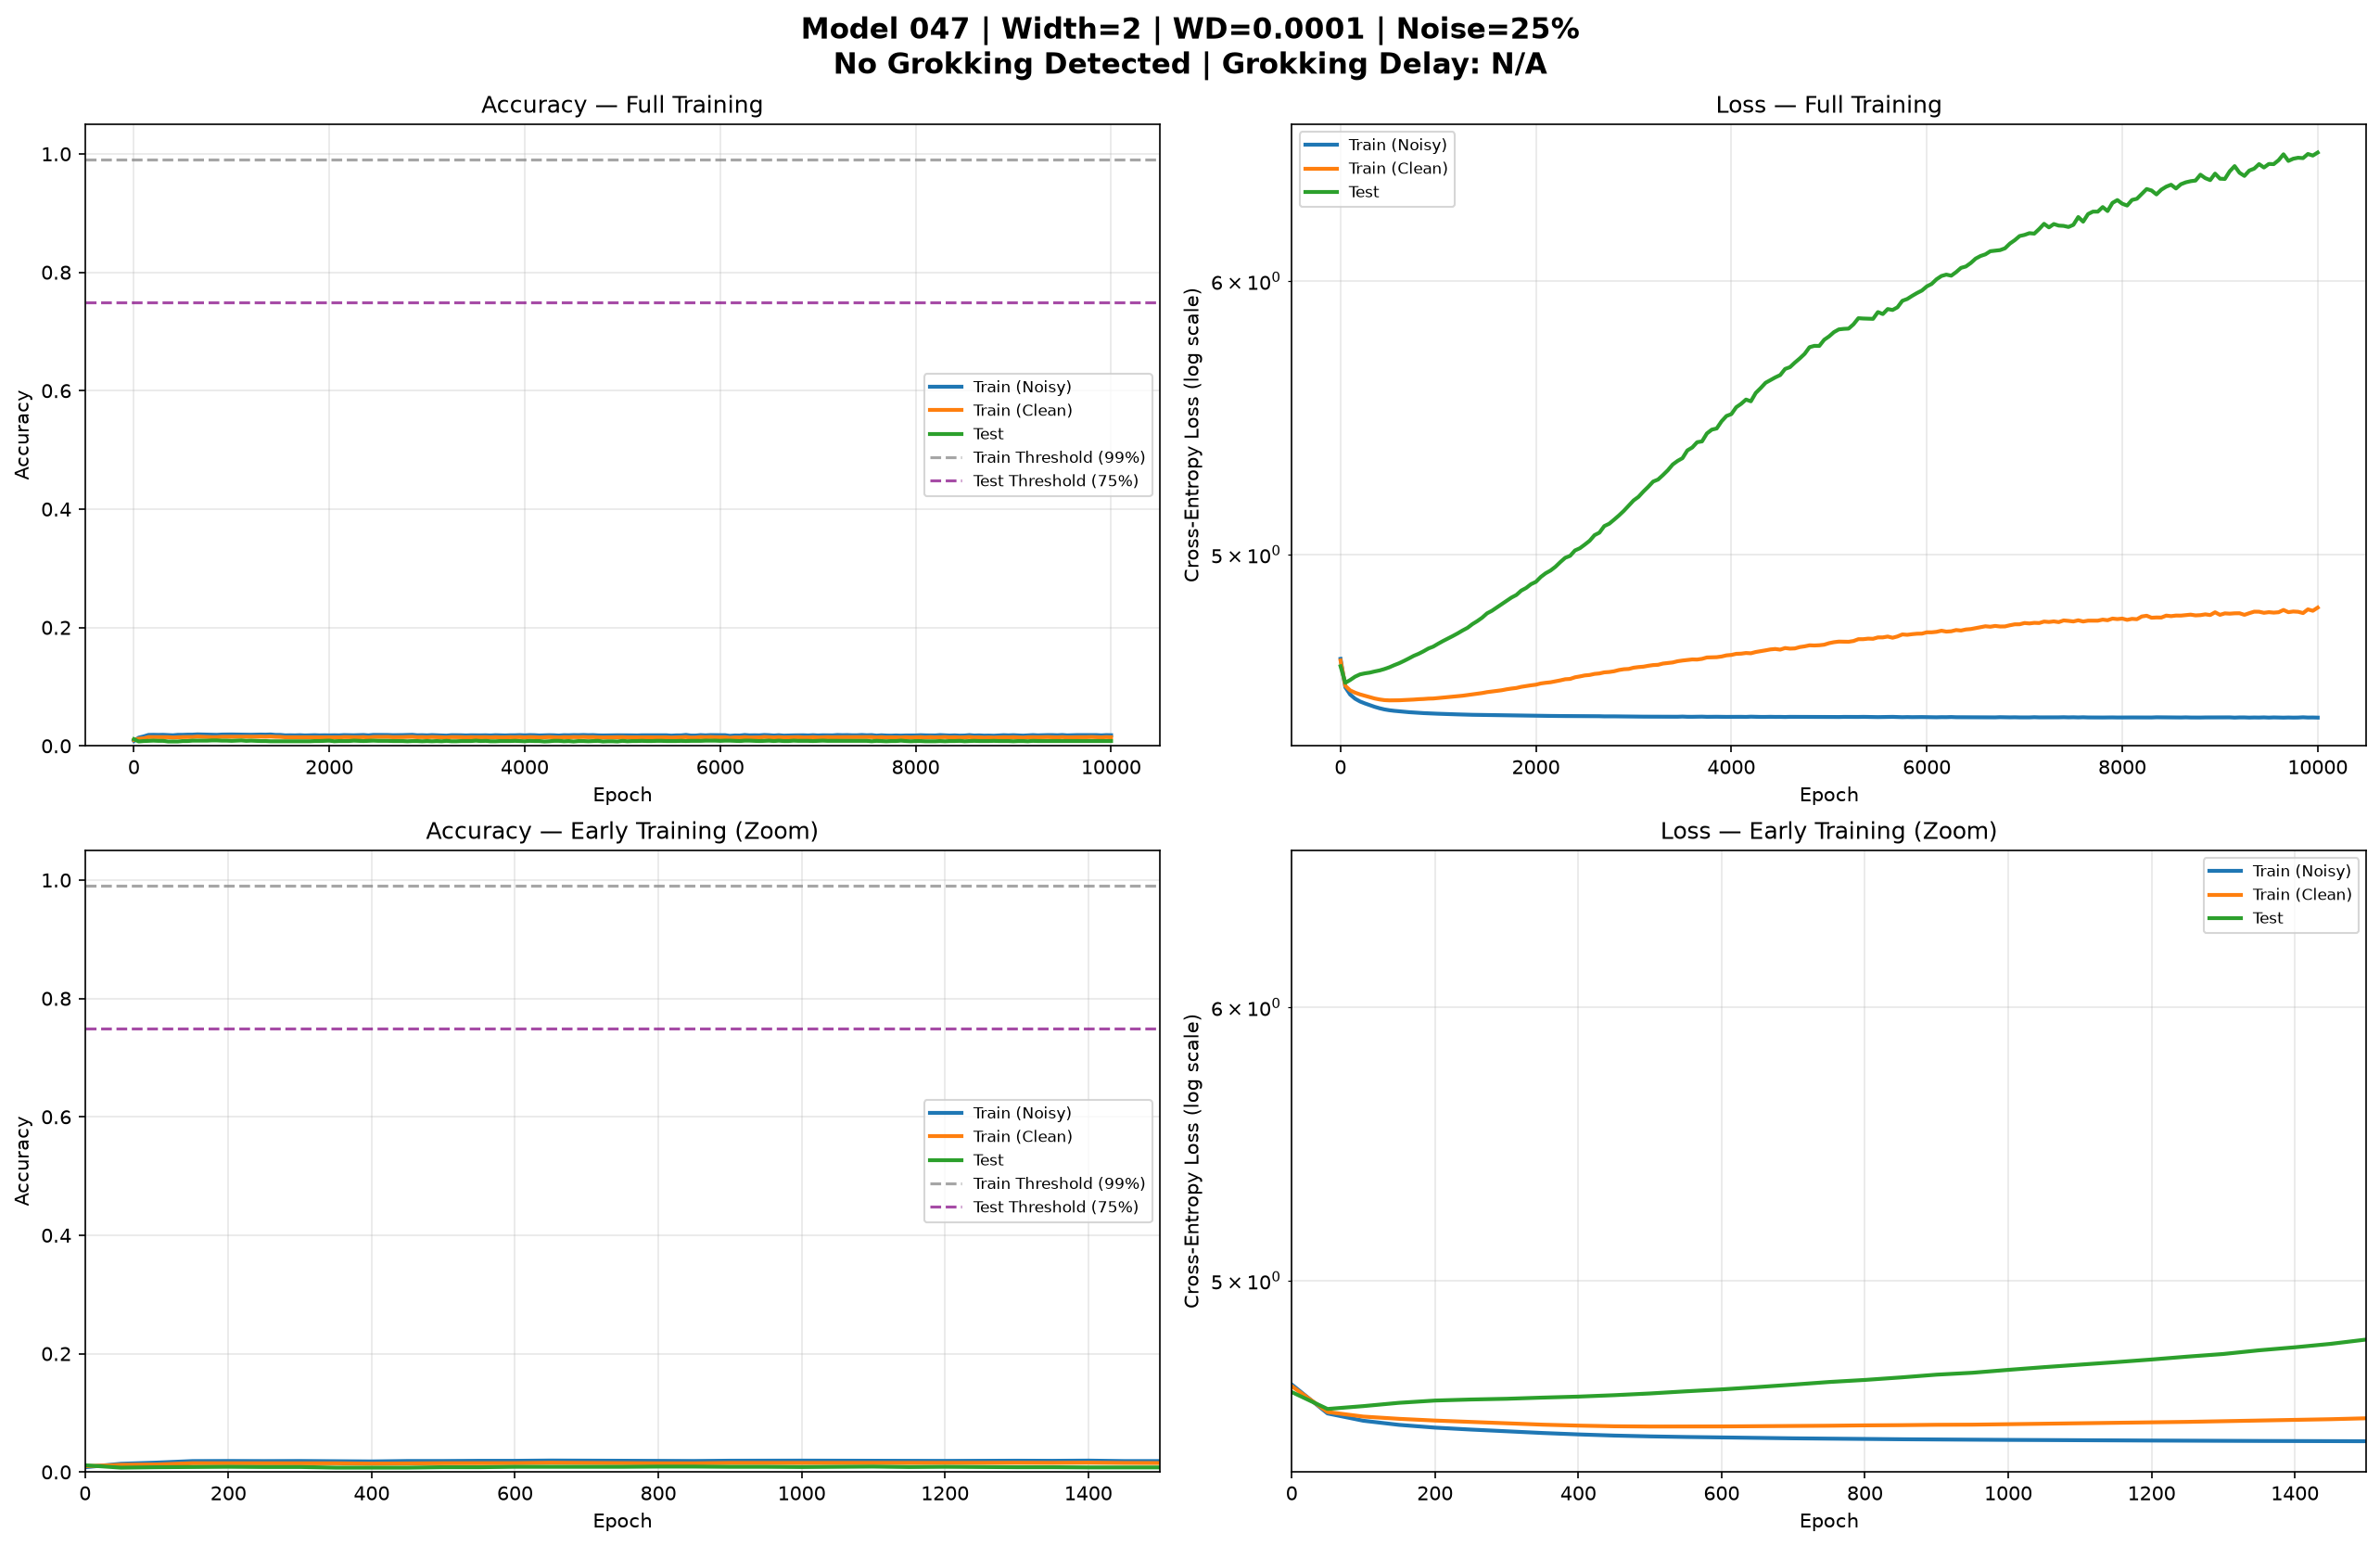 Model 047 | Width=2 | WD=0.0001 | Noise=25%
No Grokking Detected | Grokking Delay: N/A
Accuracy — Full Training
Accuracy
1.0
0.8
0.6
0.4
0.2
0.0
0 2000 4000 6000 8000 10000
Epoch
Train (Noisy)
Train (Clean)
Test
Train Threshold (99%)
Test Threshold (75%)
Loss — Full Training
Cross-Entropy Loss (log scale)
6 × 10⁰
5 × 10⁰
0 2000 4000 6000 8000 10000
Epoch
Train (Noisy)
Train (Clean)
Test
Accuracy — Early Training (Zoom)
Accuracy
1.0
0.8
0.6
0.4
0.2
0.0
0 200 400 600 800 1000 1200 1400
Epoch
Train (Noisy)
Train (Clean)
Test
Train Threshold (99%)
Test Threshold (75%)
Loss — Early Training (Zoom)
Cross-Entropy Loss (log scale)
6 × 10⁰
5 × 10⁰
0 200 400 600 800 1000 1200 1400
Epoch
Train (Noisy)
Train (Clean)
Test